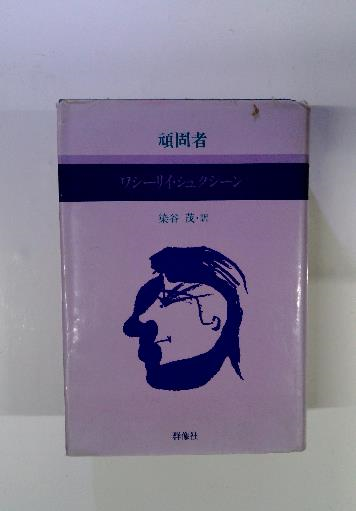 頑固者
ワシーリイ・シュクシーン
染谷 茂・訳
群像社